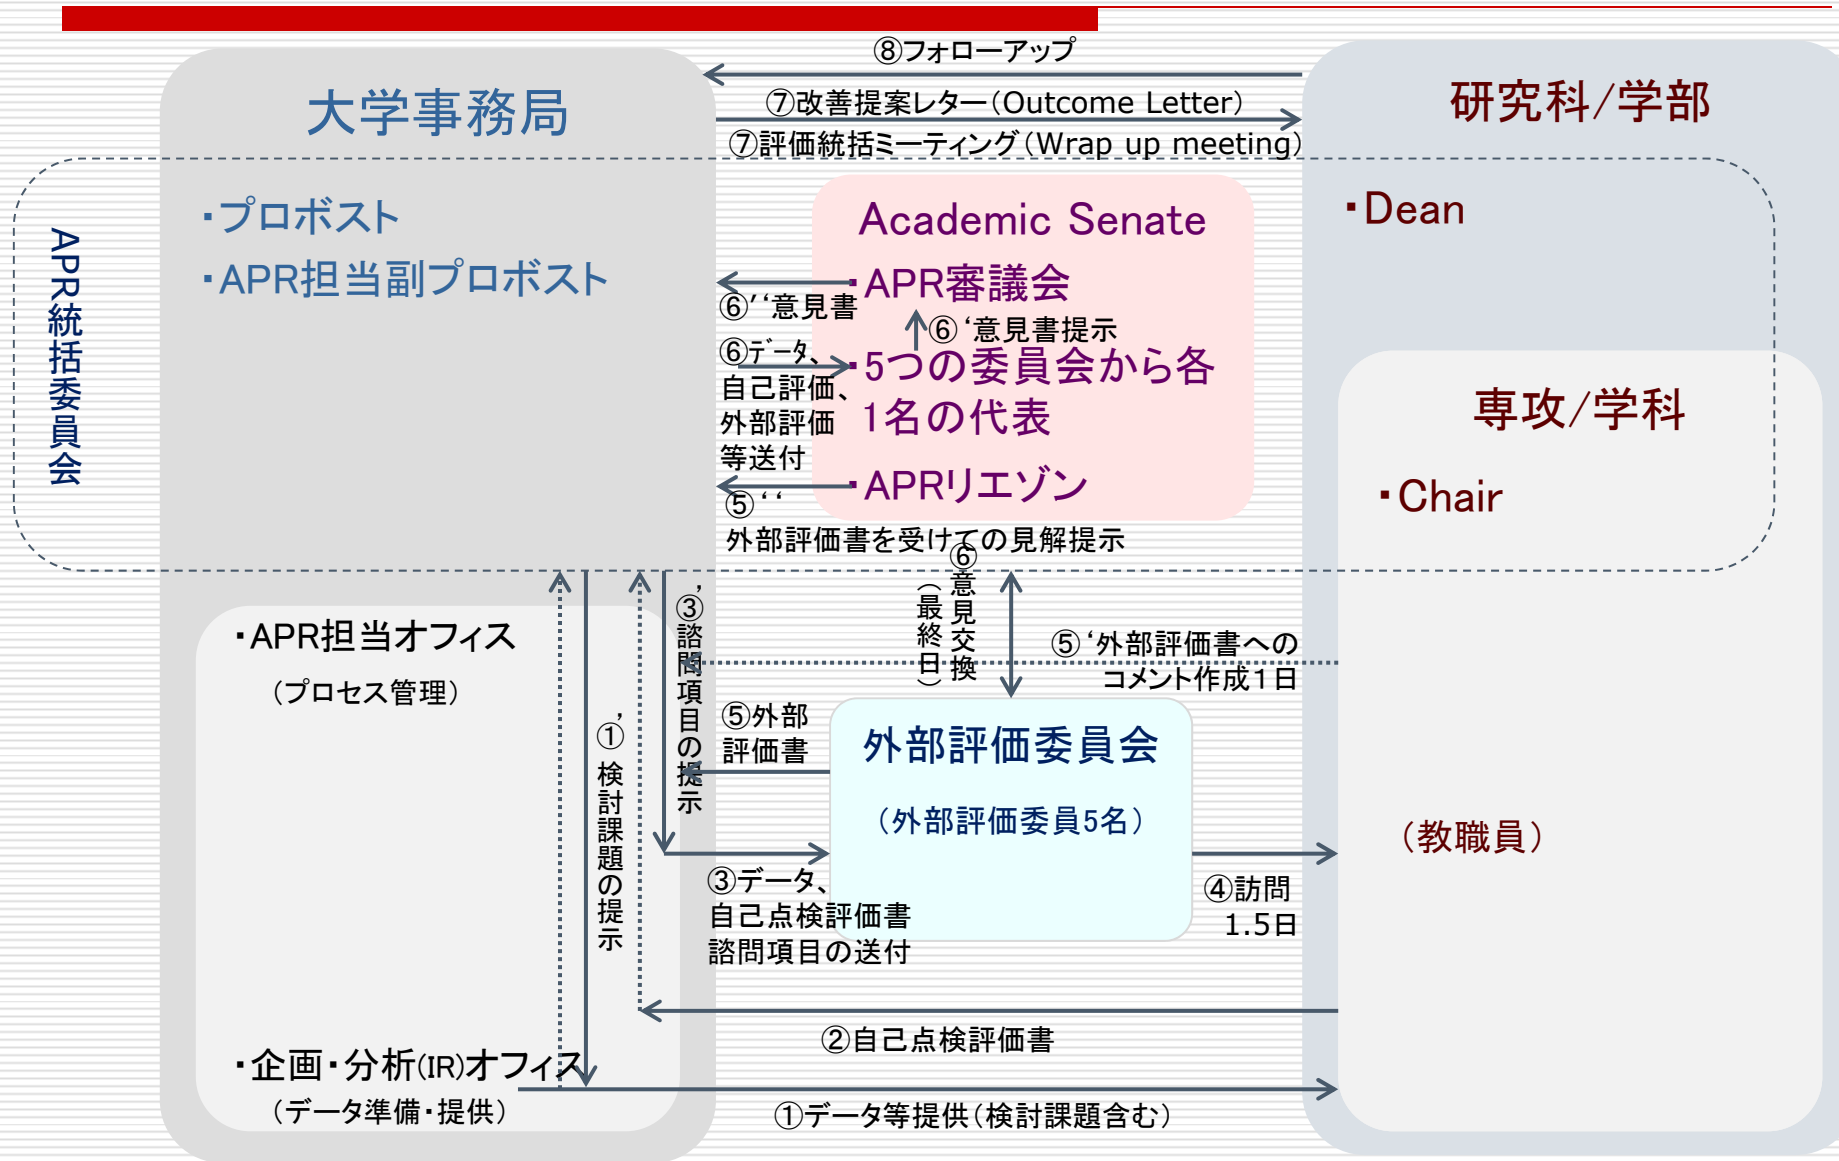 ⑧フォローアップ
⑦改善提案レター(Outcome Letter)
⑦評価統括ミーティング(Wrap up meeting)
大学事務局
・プロボスト
・APR担当副プロボスト
APR統括委員会
Academic Senate
・APR審議会
⑥’‘意見書
⑥‘意見書提示
⑥データ、
自己評価、
外部評価
等送付
・5つの委員会から各
1名の代表
・APRリエゾン
⑤‘‘
外部評価書を受けての見解提示
研究科/学部
・Dean
専攻/学科
・Chair
(教職員)
⑥意見交換
(最終日)
⑤‘外部評価書への
コメント作成1日
・APR担当オフィス
(プロセス管理)
’①検討課題の提示
’③諮問項目の提示
⑤外部
評価書
外部評価委員会
(外部評価委員5名)
③データ、
自己点検評価書
諮問項目の送付
④訪問
1.5日
②自己点検評価書
・企画・分析(IR)オフィス
(データ準備・提供)
①データ等提供(検討課題含む)